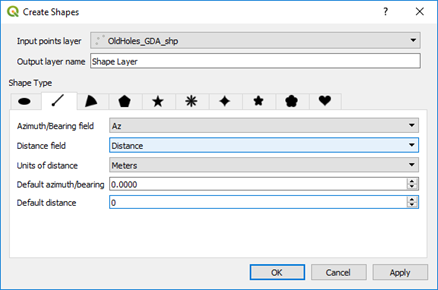 Create Shapes
Input points layer OldHoles_GDA_shp
Output layer name Shape Layer
Shape Type
Azimuth/Bearing field Az
Distance field Distance
Units of distance Meters
Default azimuth/bearing 0.0000
Default distance 0
OK Cancel Apply